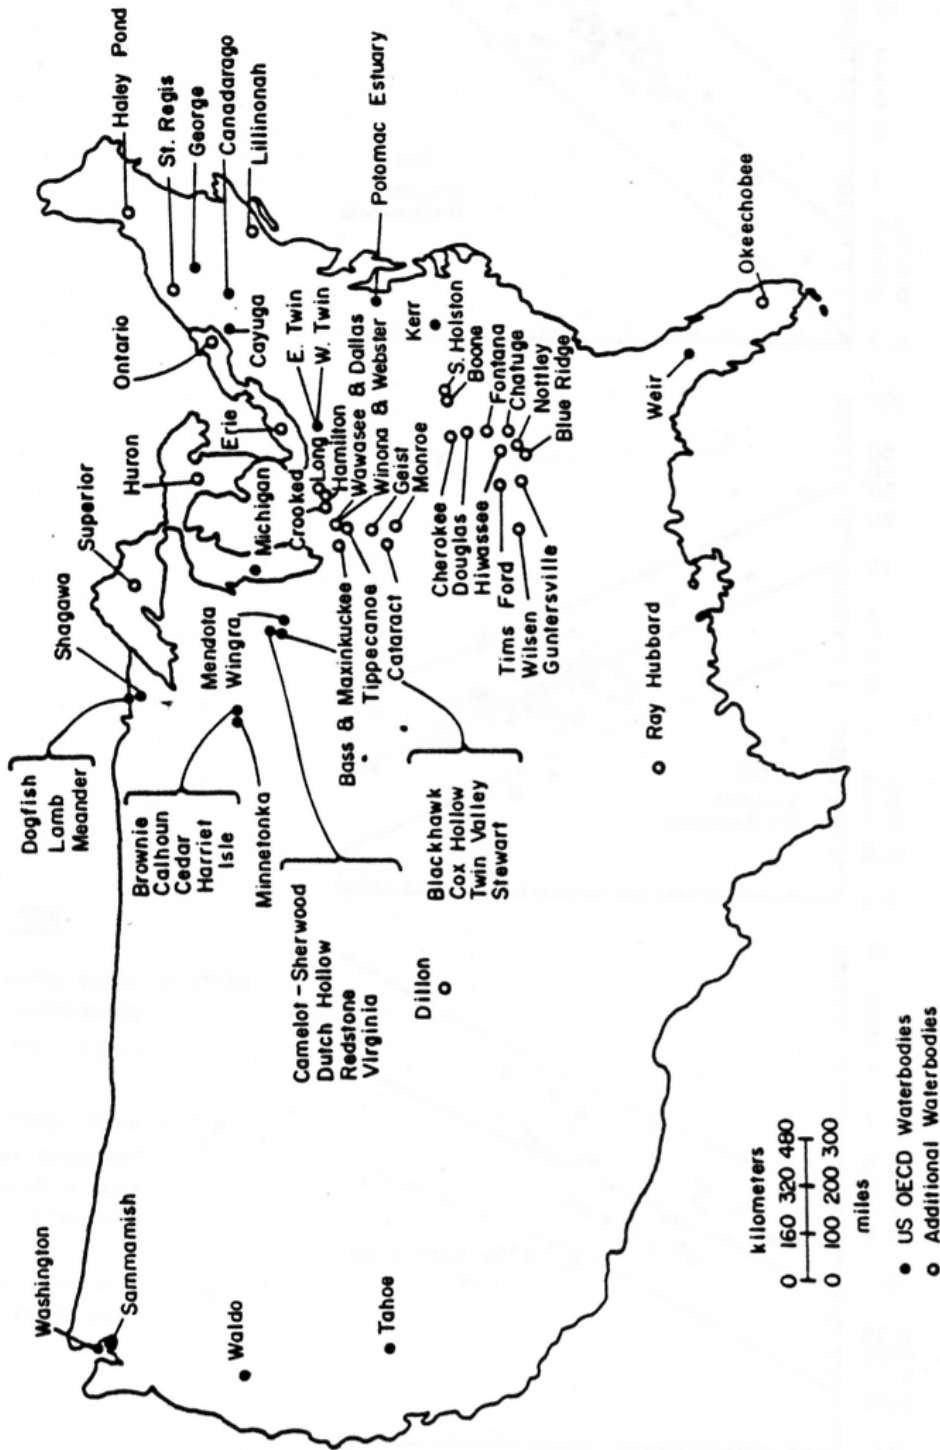 Washington
Sammamish
Waldo
Tahoe
Dogfish
Lamb
Meander
Shagawa
Superior
Huron
Ontario
Haley Pond
St. Regis
George
Canadarago
Lillinonah
Brownie
Calhoun
Cedar
Harriet
Isle
Minnetonka
Mendota
Wingra
Michigan
Erie
Cayuga
E. Twin
W. Twin
Crooked
Long
Hamilton
Wawasee & Dallas
Winona & Webster
Geist
Monroe
Potomac Estuary
Camelot-Sherwood
Dutch Hollow
Redstone
Virginia
Bass & Maxinkuckee
Tippecanoe
Cataract
Blackhawk
Cox Hollow
Twin Valley
Stewart
Dillon
Kerr
S. Holston
Boone
Fontana
Chatuge
Nottley
Blue Ridge
Cherokee
Douglas
Hiwassee
Tims Ford
Wilsen
Guntersville
Ray Hubbard
Weir
Okeechobee
kilometers
0 160 320 480
0 100 200 300
miles
US OECD Waterbodies
Additional Waterbodies